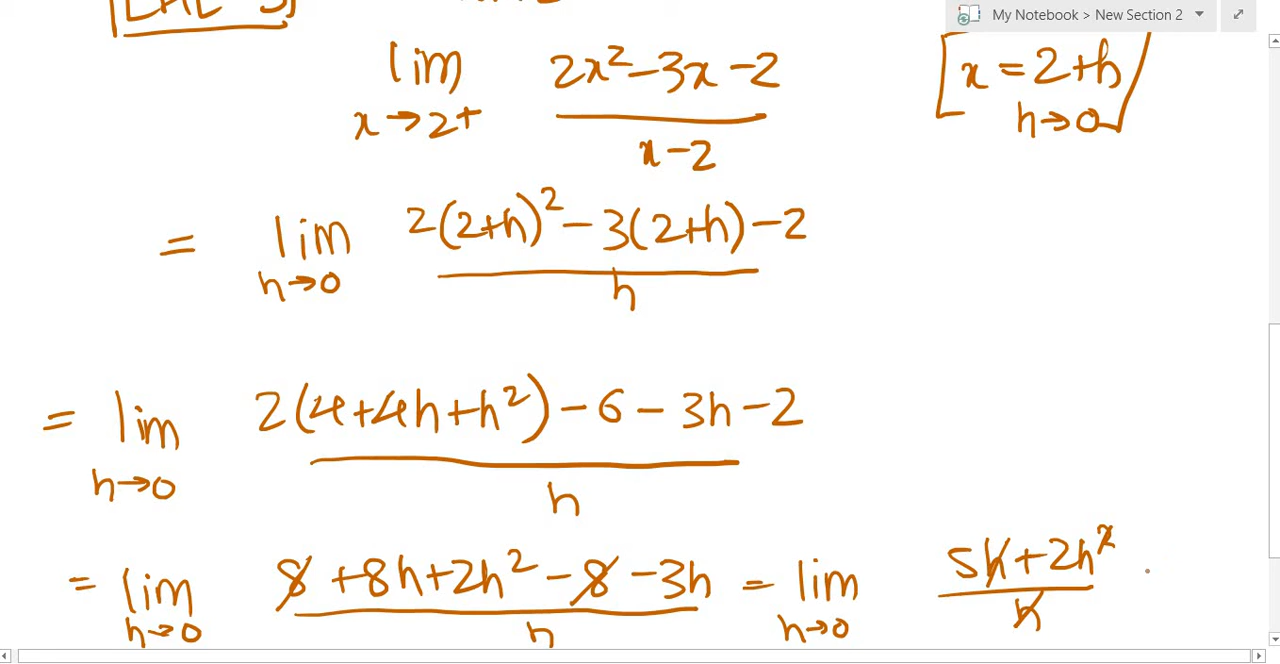 My Notebook > New Section 2
lim x→2+ (2x² - 3x - 2)/(x - 2) [x = 2+h h→0]
= lim h→0 (2(2+h)² - 3(2+h) - 2)/h
= lim h→0 (2(4+4h+h²) - 6 - 3h - 2)/h
= lim h→0 (8 + 8h + 2h² - 8 - 3h)/h = lim h→0 (5h + 2h²)/h